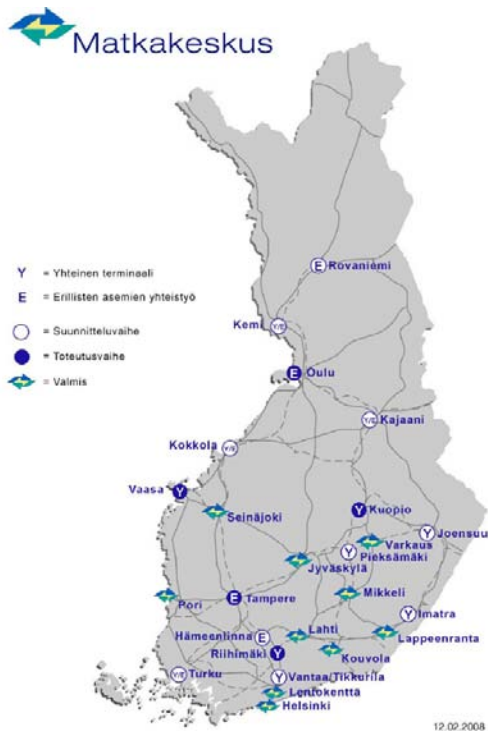 Matkakeskus
Y = Yhteinen terminaali
E = Erillisten asemien yhteistyö
= Suunnitteluvaihe
= Toteutusvaihe
= Valmis
E Rovaniemi
Kemi Y/E
E Oulu
Y/E Kajaani
Kokkola Y/E
Vaasa Y
Seinäjoki
Y Kuopio
Y Joensuu
Varkaus
Y Pieksämäki
Jyväskylä
Mikkeli
Pori
E Tampere
Y Imatra
Hämeenlinna E
Lahti
Lappeenranta
Riihimäki Y
Kouvola
Y/E Turku
Y Vantaa/Tikkurila
Lentokenttä
Helsinki
12.02.2008